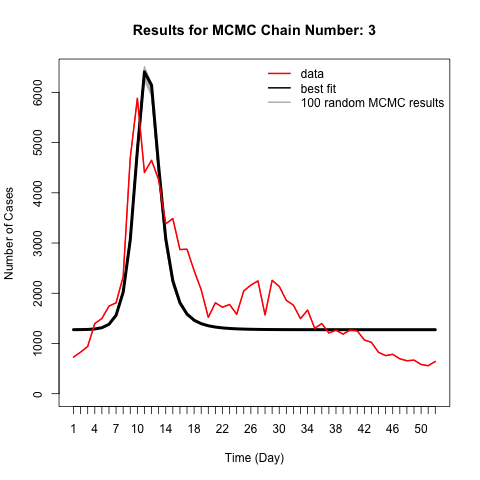 Results for MCMC Chain Number: 3
data
best fit
100 random MCMC results
Number of Cases
6000
5000
4000
3000
2000
1000
0
1 4 7 10 14 18 22 26 30 34 38 42 46 50
Time (Day)